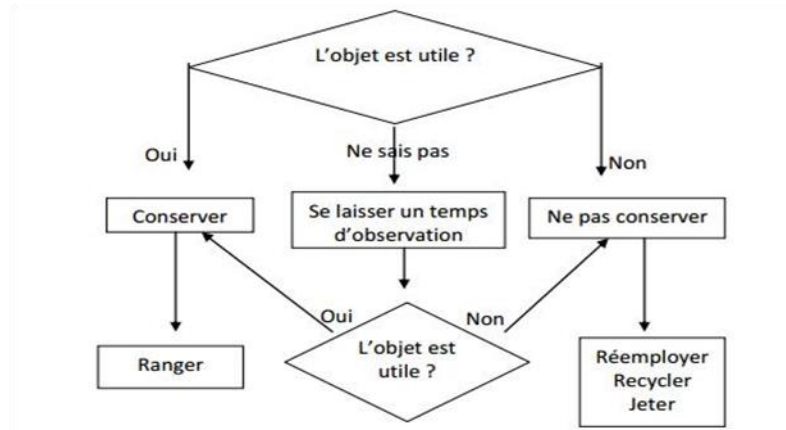 L'objet est utile ?
Oui
Ne sais pas
Non
Conserver
Se laisser un temps
d'observation
Ne pas conserver
Oui
Non
L'objet est
utile ?
Ranger
Réemployer
Recycler
Jeter